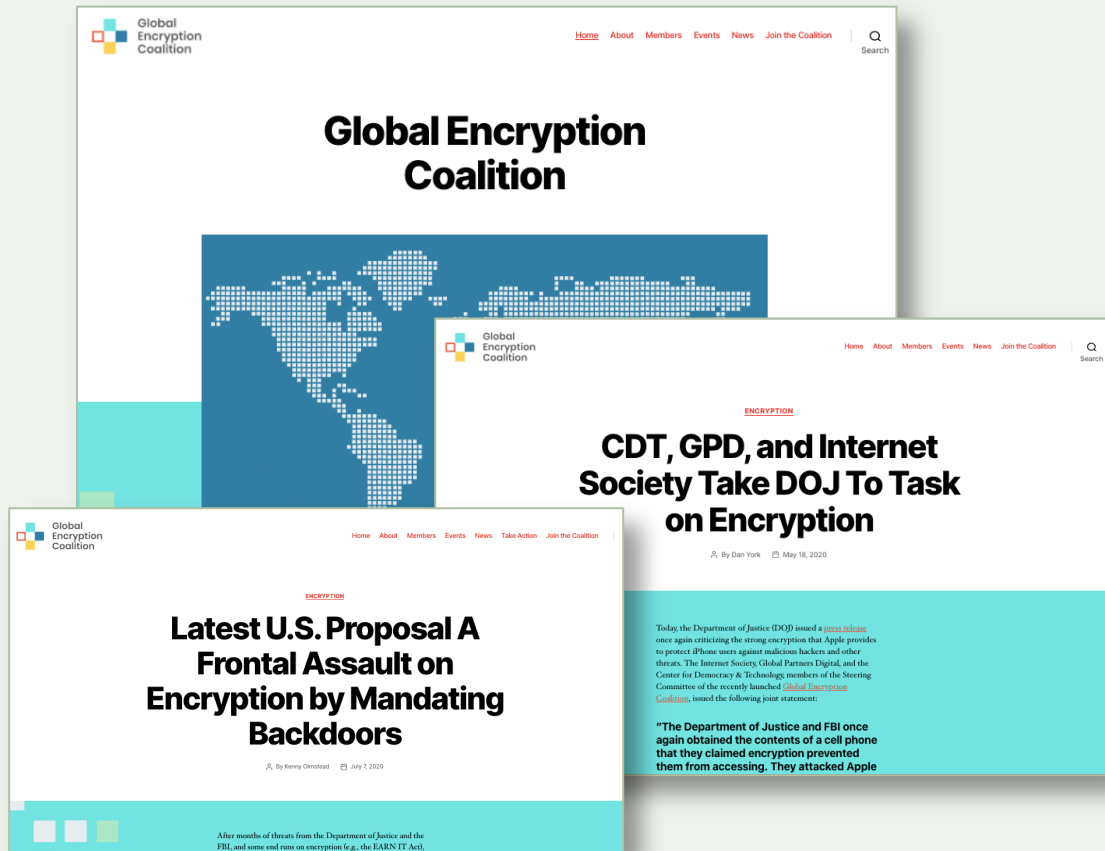 Global
Encryption
Coalition
Home About Members Events News Join the Coalition
Search
Global Encryption
Coalition
Global
Encryption
Coalition
Home About Members Events News Join the Coalition
Search
ENCRYPTION
CDT, GPD, and Internet
Society Take DOJ To Task
on Encryption
By Dan York May 18, 2020
Today, the Department of Justice (DOJ) issued a press release
once again criticizing the strong encryption that Apple provides
to protect iPhone users against malicious hackers and other
threats. The Internet Society, Global Partners Digital, and the
Center for Democracy & Technology, members of the Steering
Committee of the recently launched Global Encryption
Coalition, issued the following joint statement:
"The Department of Justice and FBI once
again obtained the contents of a cell phone
that they claimed encryption prevented
them from accessing. They attacked Apple
Global
Encryption
Coalition
Home About Members Events News Take Action Join the Coalition
ENCRYPTION
Latest U.S. Proposal A
Frontal Assault on
Encryption by Mandating
Backdoors
By Kenny Olmstead July 7, 2020
After months of threats from the Department of Justice and the
FBI, and some end runs on encryption (e.g., the EARN IT Act),